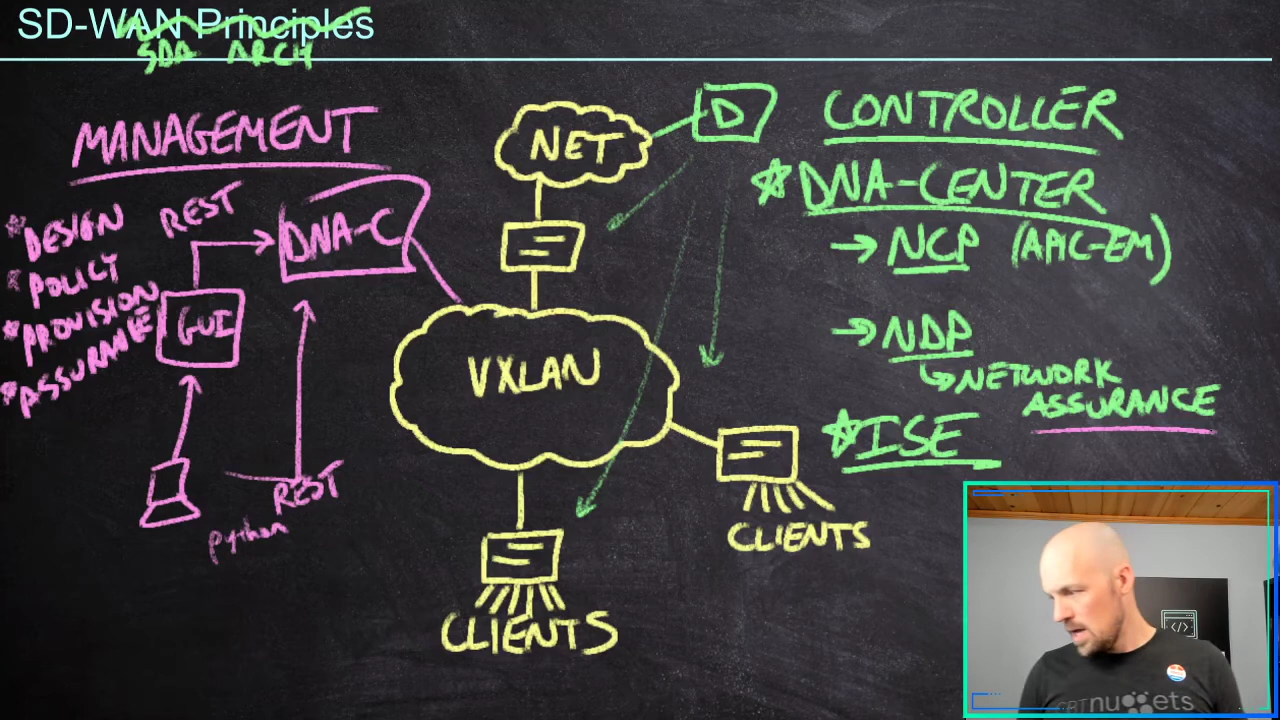 SD-WAN Principles
SDA ARCH
MANAGEMENT
*DESIGN
*POLICY
*PROVISION
*ASSURANCE
REST
DNA-C
GUI
REST
python
NET
VXLAN
CLIENTS
CLIENTS
D
CONTROLLER
*DNA-CENTER
→NCP (APIC-EM)
→NDP
↳NETWORK
ASSURANCE
*ISE
</>
CBTnuggets